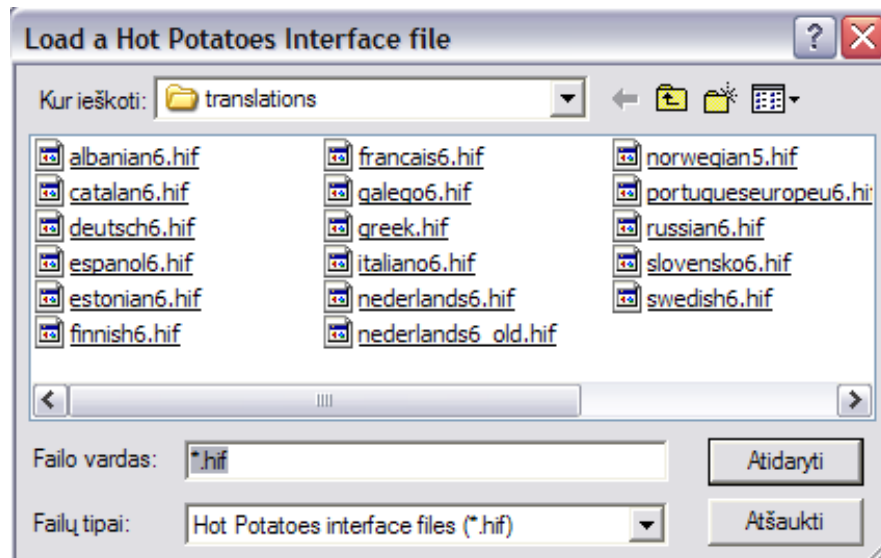 Load a Hot Potatoes Interface file
Kur ieškoti: translations
albanian6.hif
catalan6.hif
deutsch6.hif
espanol6.hif
estonian6.hif
finnish6.hif
francais6.hif
galego6.hif
greek.hif
italiano6.hif
nederlands6.hif
nederlands6_old.hif
norwegian5.hif
portugueseuropeu6.hif
russian6.hif
slovensko6.hif
swedish6.hif
Failo vardas: *.hif
Atidaryti
Failų tipai: Hot Potatoes interface files (*.hif)
Atšaukti